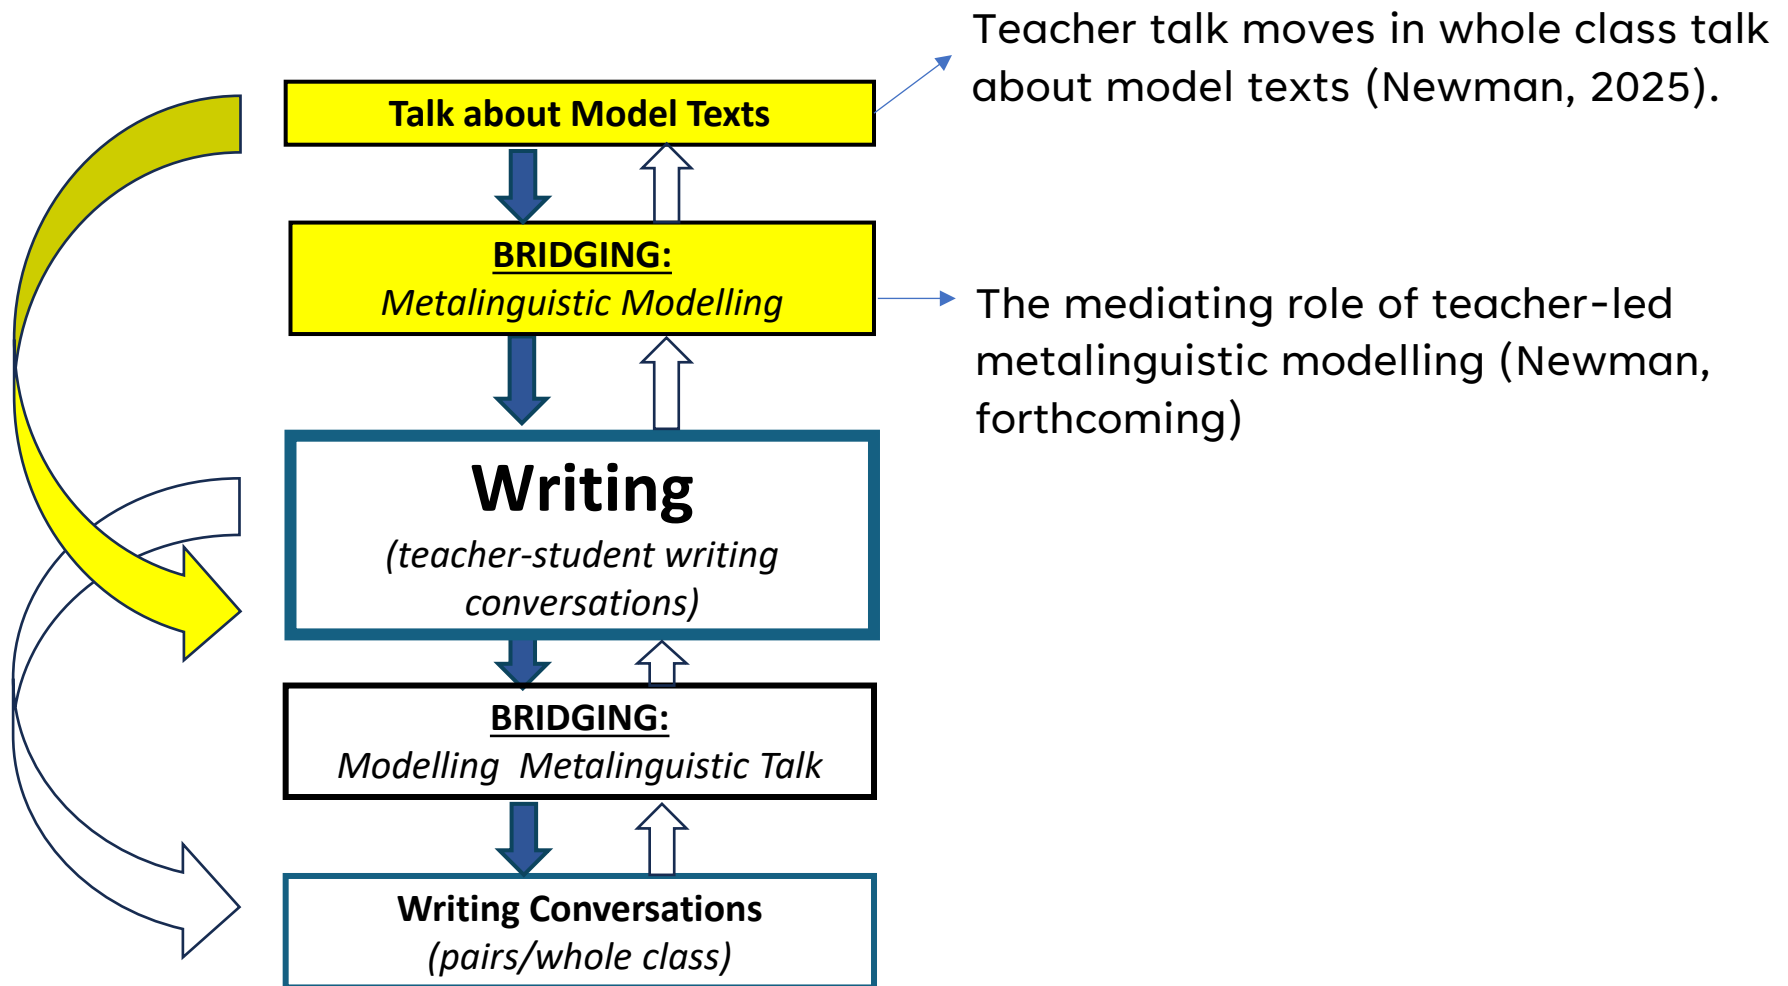 Teacher talk moves in whole class talk
about model texts (Newman, 2025).
Talk about Model Texts
BRIDGING:
Metalinguistic Modelling
The mediating role of teacher-led
metalinguistic modelling (Newman,
forthcoming)
Writing
(teacher-student writing
conversations)
BRIDGING:
Modelling  Metalinguistic Talk
Writing Conversations
(pairs/whole class)